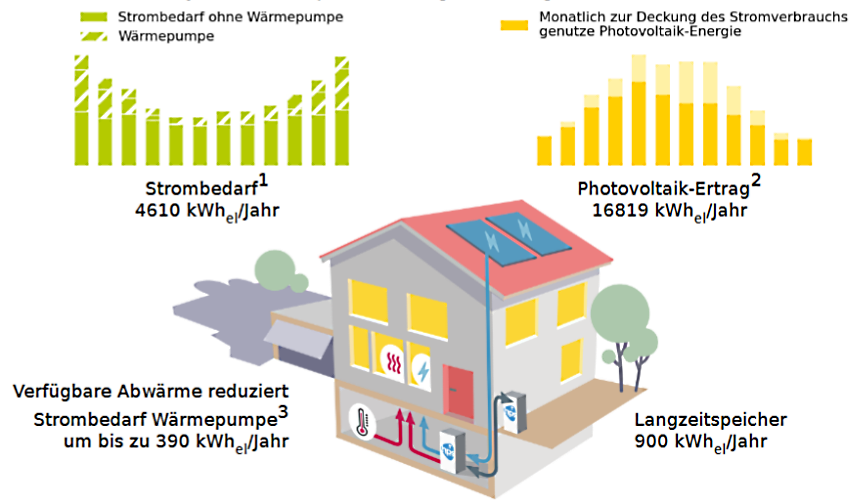 Strombedarf ohne Wärmepumpe
Wärmepumpe
Monatlich zur Deckung des Stromverbrauchs
genutze Photovoltaik-Energie
Strombedarf¹
4610 kWhₑₗ/Jahr
Photovoltaik-Ertrag²
16819 kWhₑₗ/Jahr
Verfügbare Abwärme reduziert
Strombedarf Wärmepumpe³
um bis zu 390 kWhₑₗ/Jahr
Langzeitspeicher
900 kWhₑₗ/Jahr